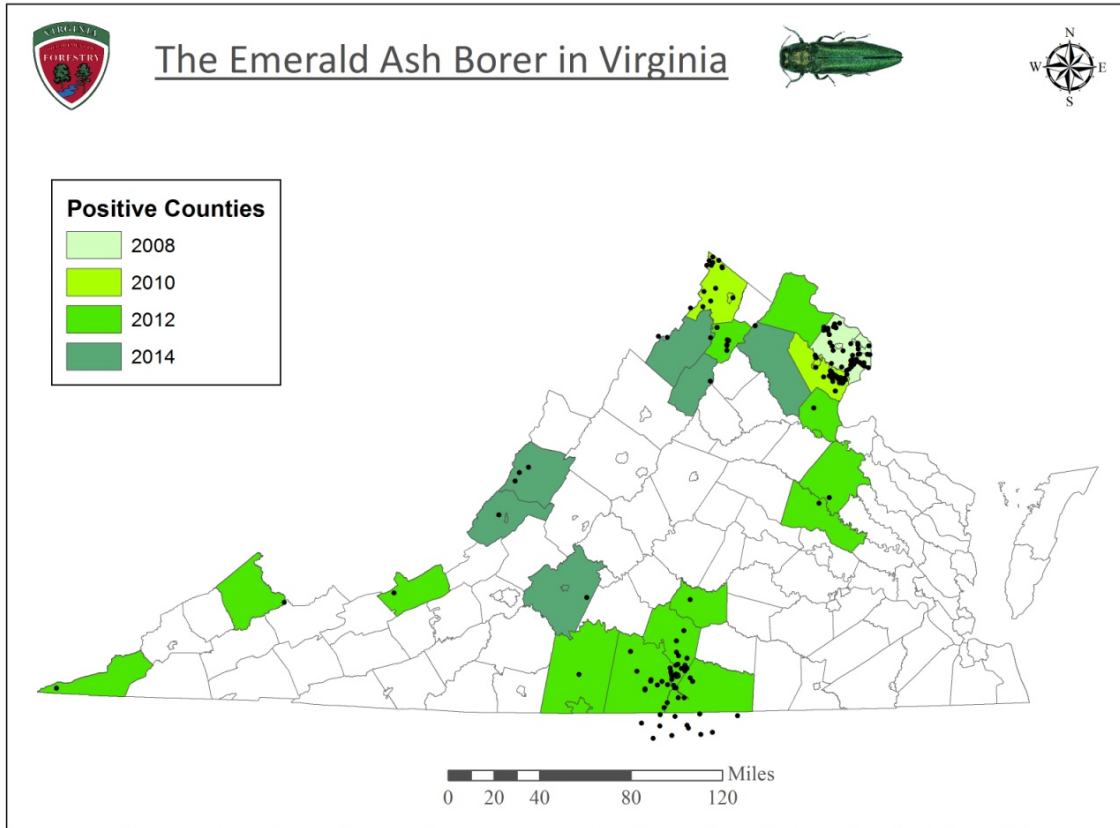 VIRGINIA
FORESTRY
The Emerald Ash Borer in Virginia
N
W E
S
Positive Counties
2008
2010
2012
2014
Miles
0 20 40 80 120